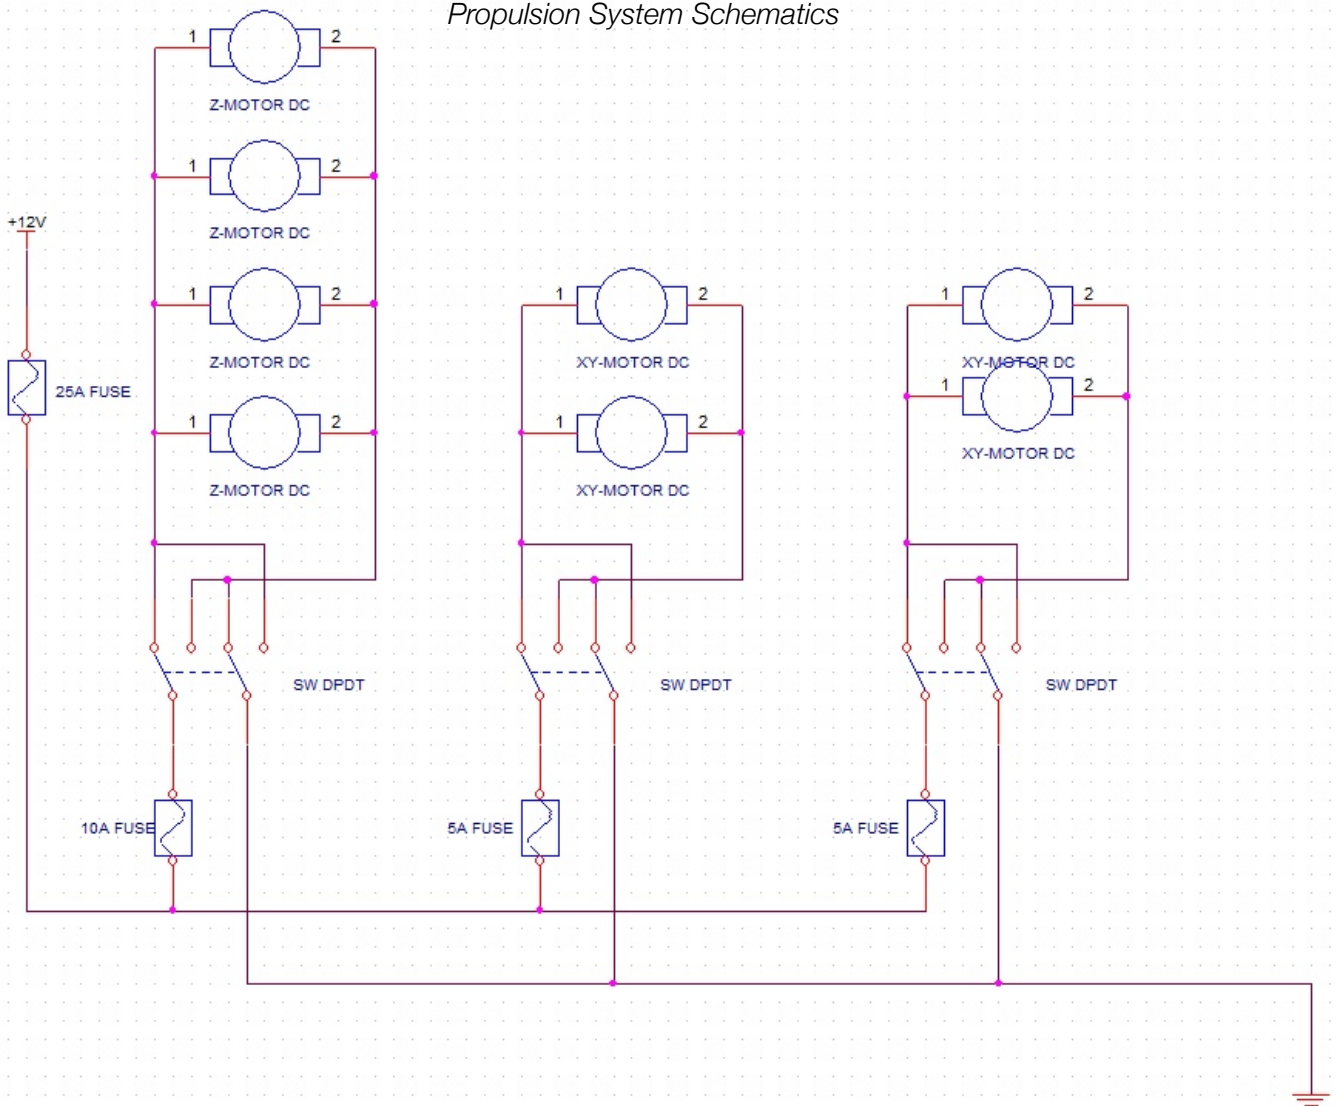 Propulsion System Schematics
1 2
Z-MOTOR DC
1 2
Z-MOTOR DC
+12V
1 2 1 2 1 2
Z-MOTOR DC XY-MOTOR DC XY-MOTOR DC
25A FUSE 1 2
1 2 1 2
XY-MOTOR DC
Z-MOTOR DC XY-MOTOR DC
SW DPDT SW DPDT SW DPDT
10A FUSE 5A FUSE 5A FUSE